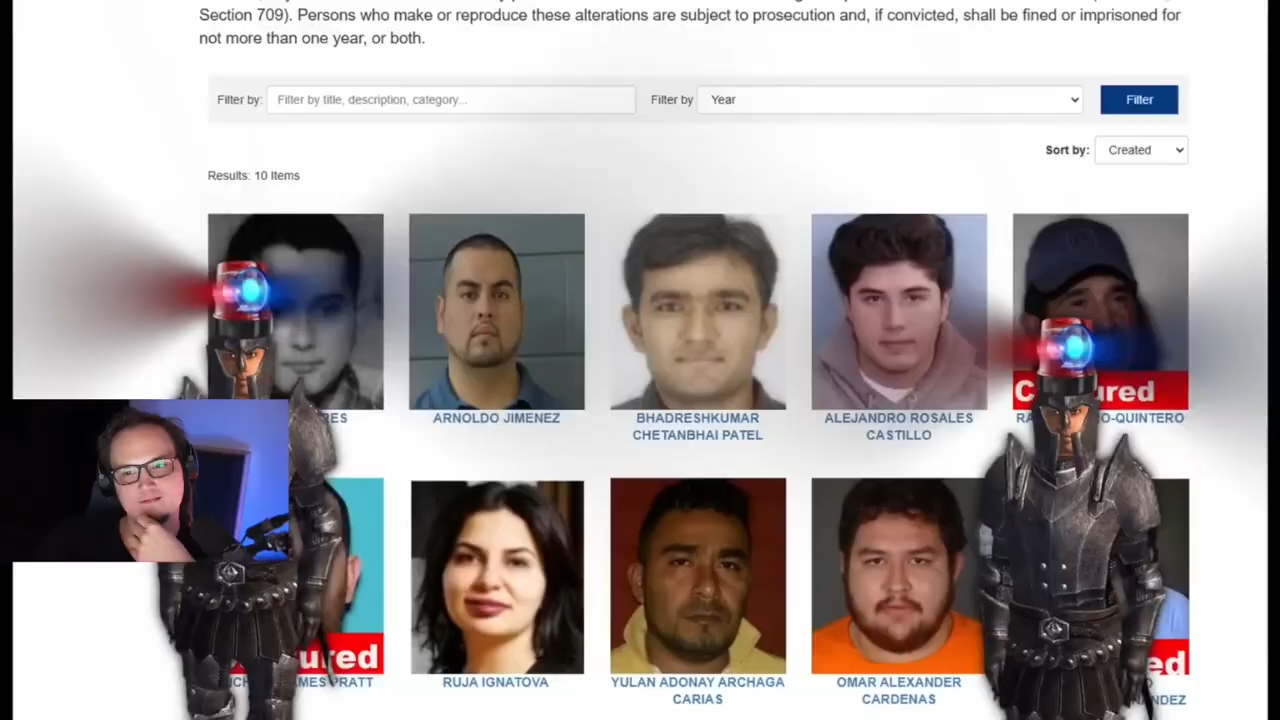 Section 709). Persons who make or reproduce these alterations are subject to prosecution and, if convicted, shall be fined or imprisoned for
not more than one year, or both.
Filter by: Filter by title, description, category... Filter by Year Filter
Sort by: Created
Results: 10 Items
ARNOLDO JIMENEZ
BHADRESHKUMAR
CHETANBHAI PATEL
ALEJANDRO ROSALES
CASTILLO
RUJA IGNATOVA
YULAN ADONAY ARCHAGA
CARIAS
OMAR ALEXANDER
CARDENAS